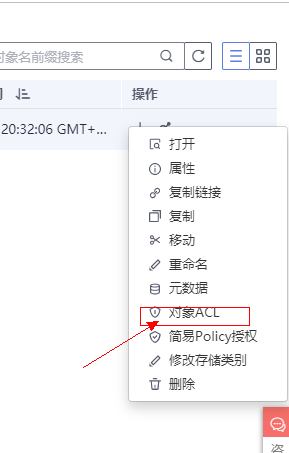 对象名前缀搜索
操作
20:32:06 GMT+...
打开
属性
复制链接
复制
移动
重命名
元数据
对象ACL
简易Policy授权
修改存储类别
删除
咨